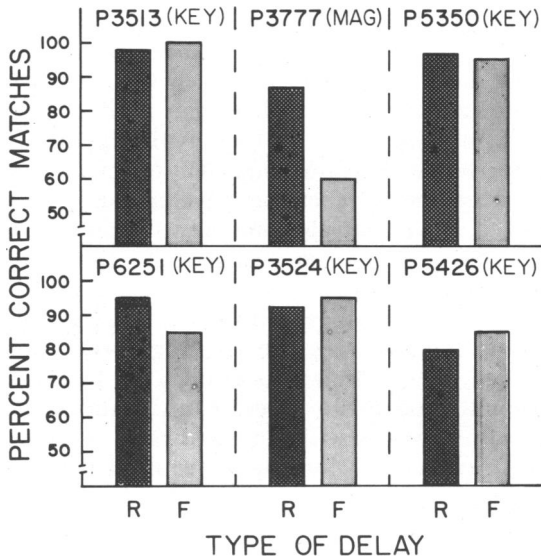 P3513 (KEY) P3777 (MAG) P5350 (KEY)
100
90
80
70
60
50
P6251 (KEY) P3524 (KEY) P5426 (KEY)
100
90
80
70
60
50
R F R F R F
TYPE OF DELAY
PERCENT CORRECT MATCHES